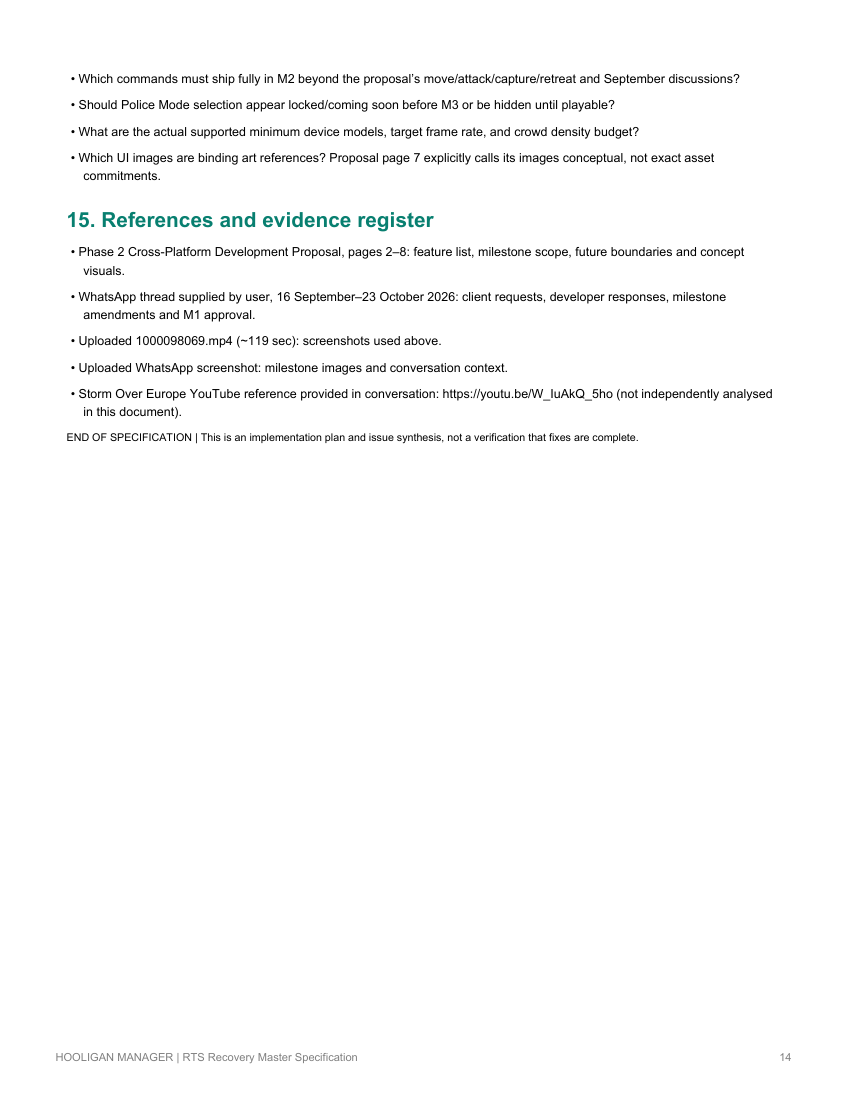 • Which commands must ship fully in M2 beyond the proposal’s move/attack/capture/retreat and September discussions?
• Should Police Mode selection appear locked/coming soon before M3 or be hidden until playable?
• What are the actual supported minimum device models, target frame rate, and crowd density budget?
• Which UI images are binding art references? Proposal page 7 explicitly calls its images conceptual, not exact asset
commitments.
15. References and evidence register
• Phase 2 Cross-Platform Development Proposal, pages 2–8: feature list, milestone scope, future boundaries and concept
visuals.
• WhatsApp thread supplied by user, 16 September–23 October 2026: client requests, developer responses, milestone
amendments and M1 approval.
• Uploaded 1000098069.mp4 (~119 sec): screenshots used above.
• Uploaded WhatsApp screenshot: milestone images and conversation context.
• Storm Over Europe YouTube reference provided in conversation: https://youtu.be/W_IuAkQ_5ho (not independently analysed
in this document).
END OF SPECIFICATION | This is an implementation plan and issue synthesis, not a verification that fixes are complete.
HOOLIGAN MANAGER | RTS Recovery Master Specification
14